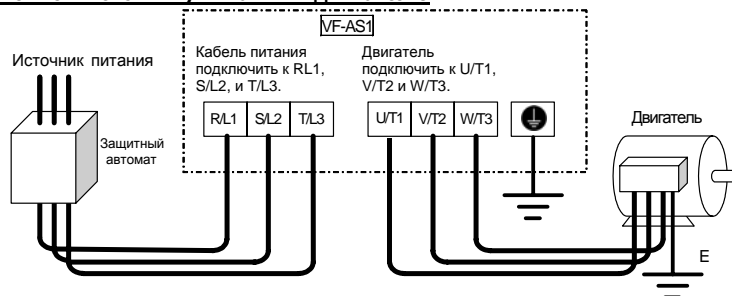 VF-AS1
Источник питания
Кабель питания
подключить к RL1,
S/L2, и T/L3.
Двигатель
подключить к U/T1,
V/T2 и W/T3.
R/L1 S/L2 T/L3
U/T1 V/T2 W/T3
Защитный
автомат
Двигатель
E